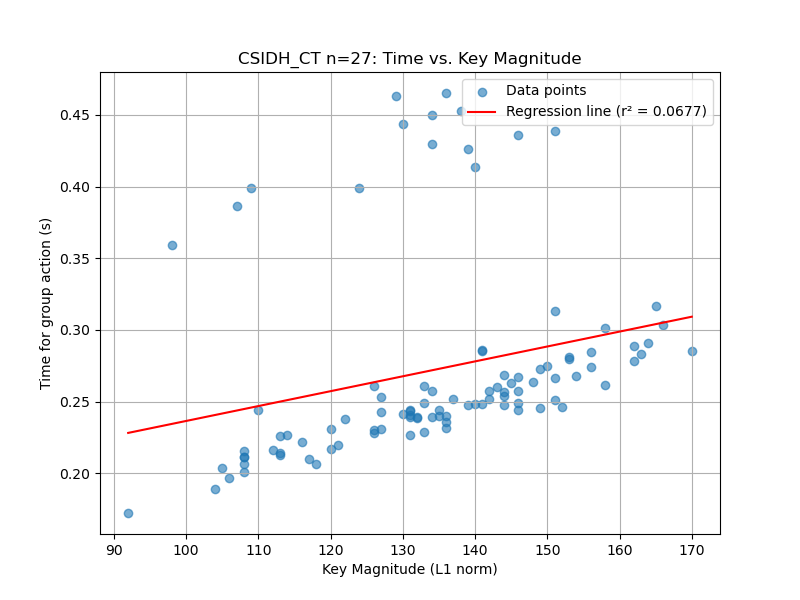 CSIDH_CT n=27: Time vs. Key Magnitude
Data points
Regression line (r² = 0.0677)
Time for group action (s)
0.45
0.40
0.35
0.30
0.25
0.20
90 100 110 120 130 140 150 160 170
Key Magnitude (L1 norm)